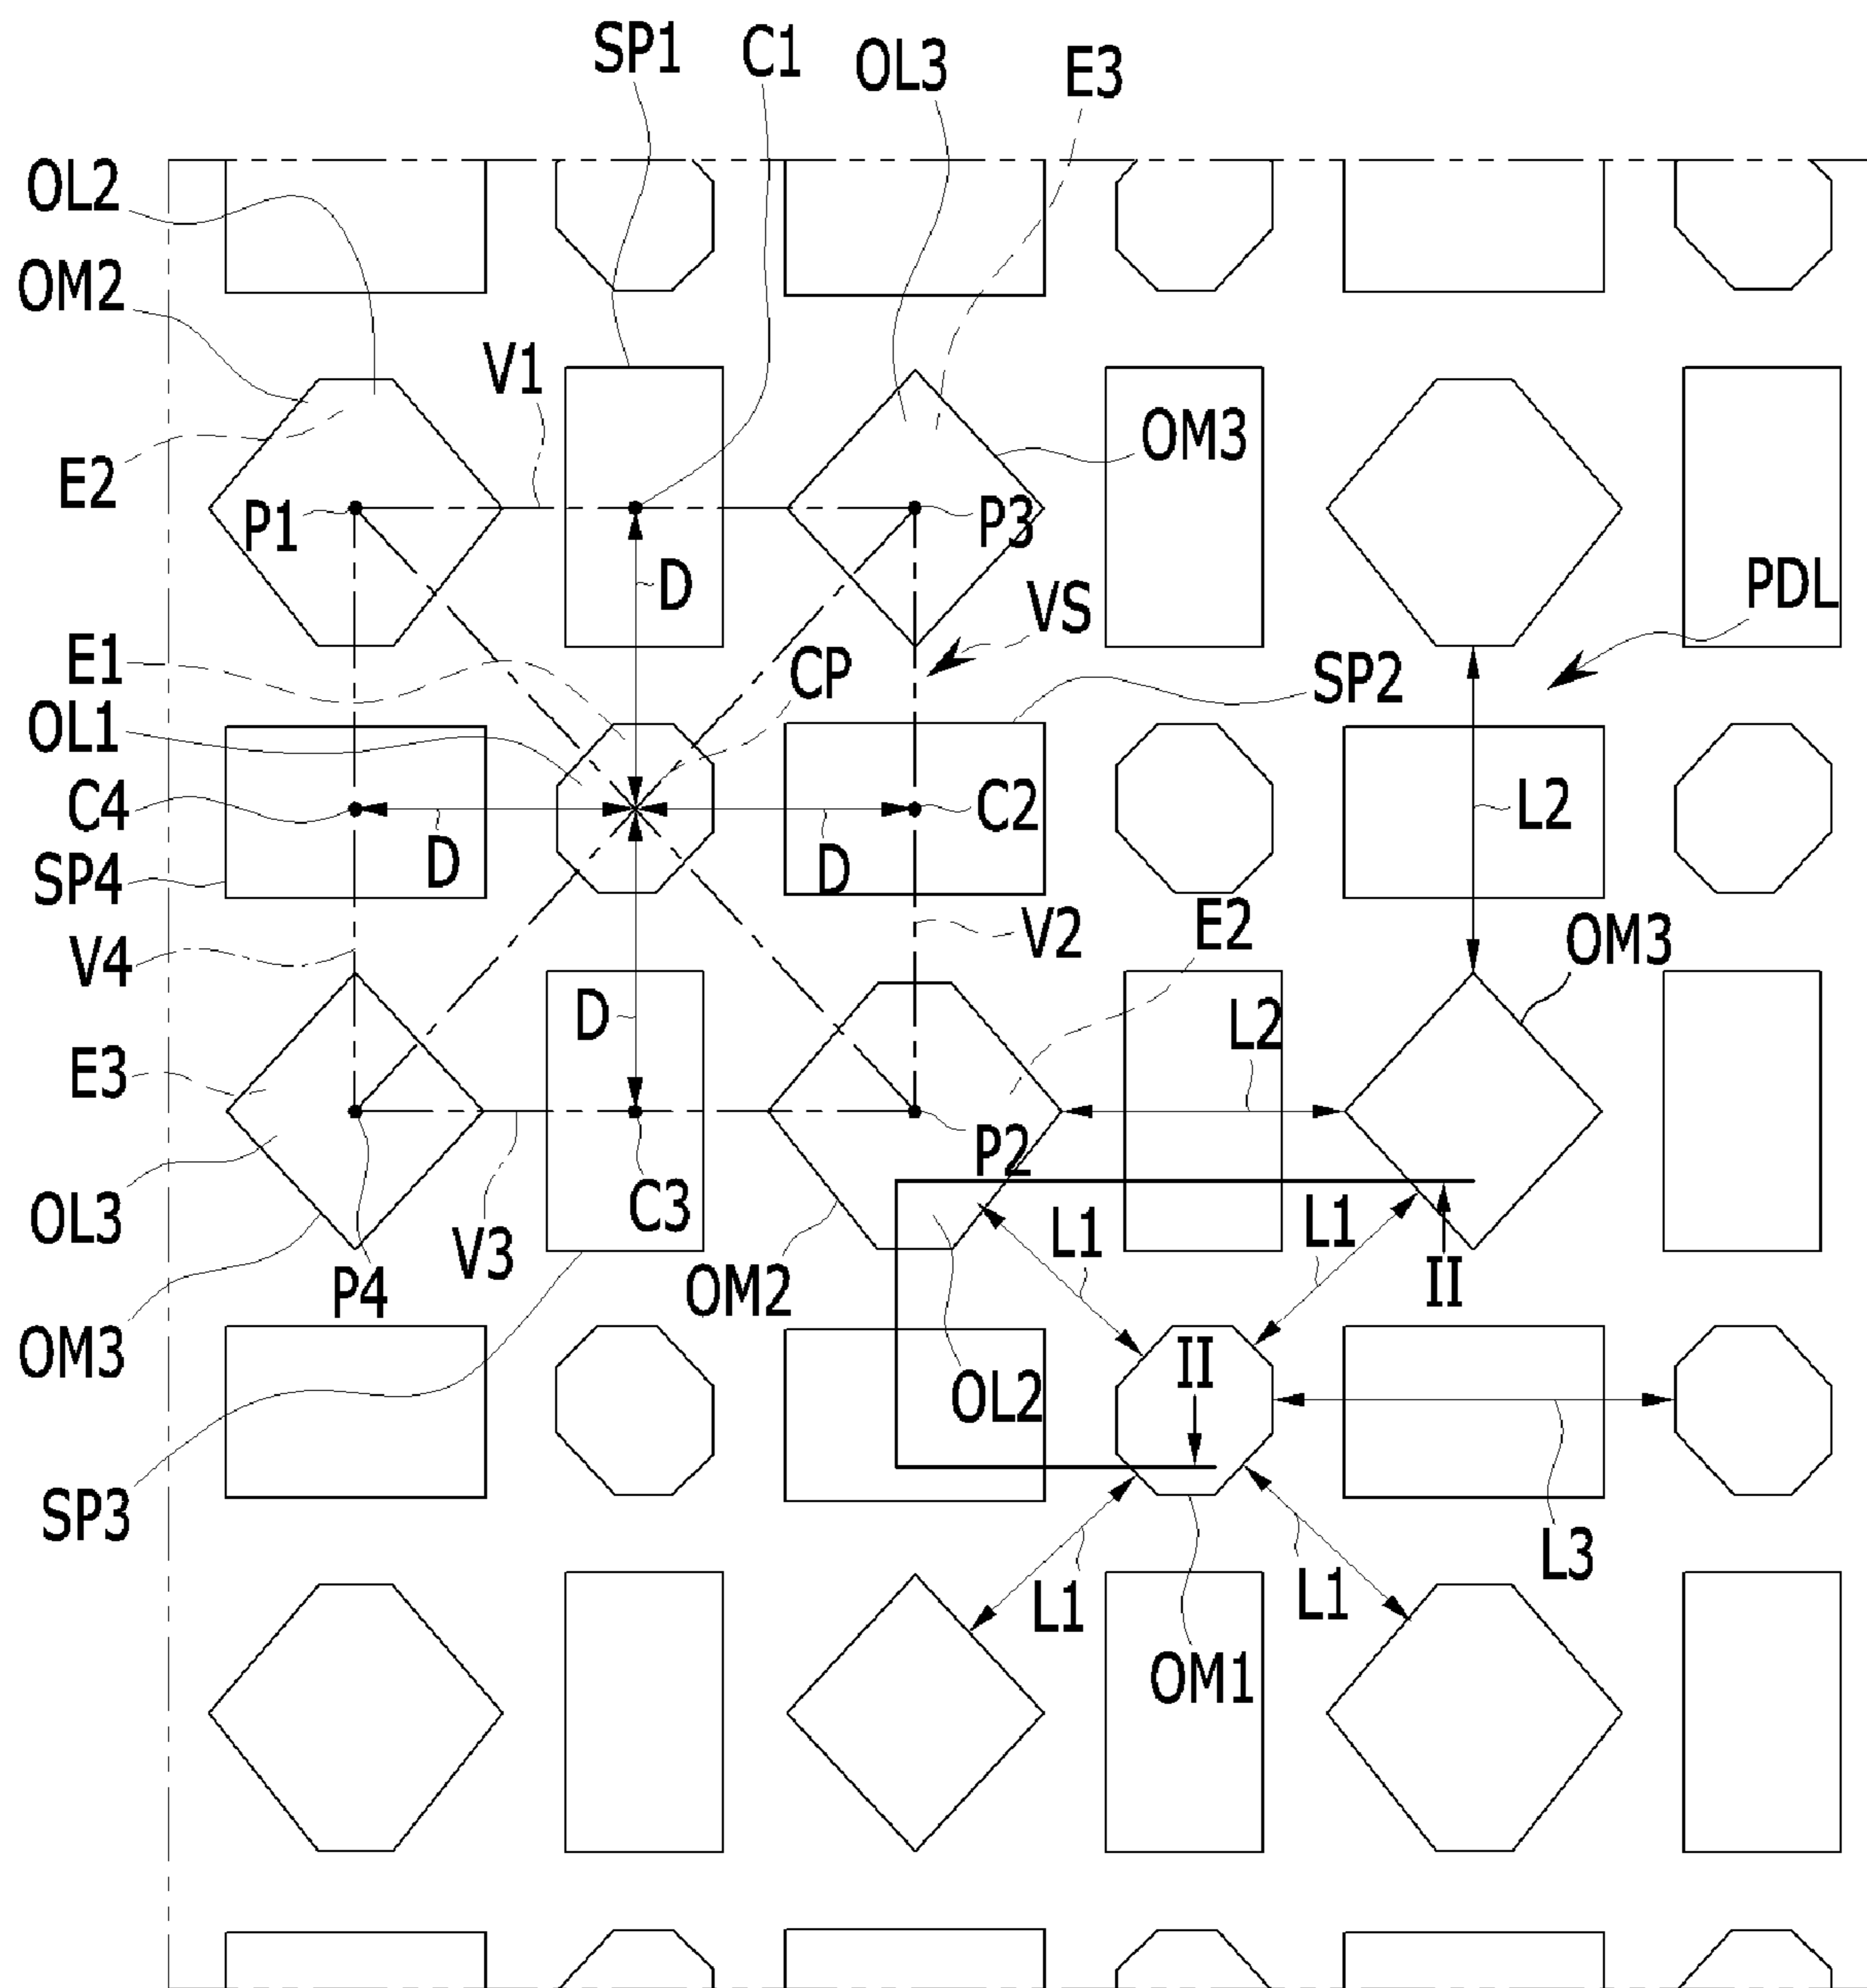 SP1 C1 OL3 E3
OL2
OM2
V1
OM3
E2
P1 P3
D PDL
VS
E1 CP SP2
OL1
C4 C2 L2
D D
SP4
V2 E2 OM3
V4
D L2
E3
P2
OL3 C3 L1 L1
V3
P4 OM2 II
OM3 II
OL2
SP3
L3
L1 L1
OM1